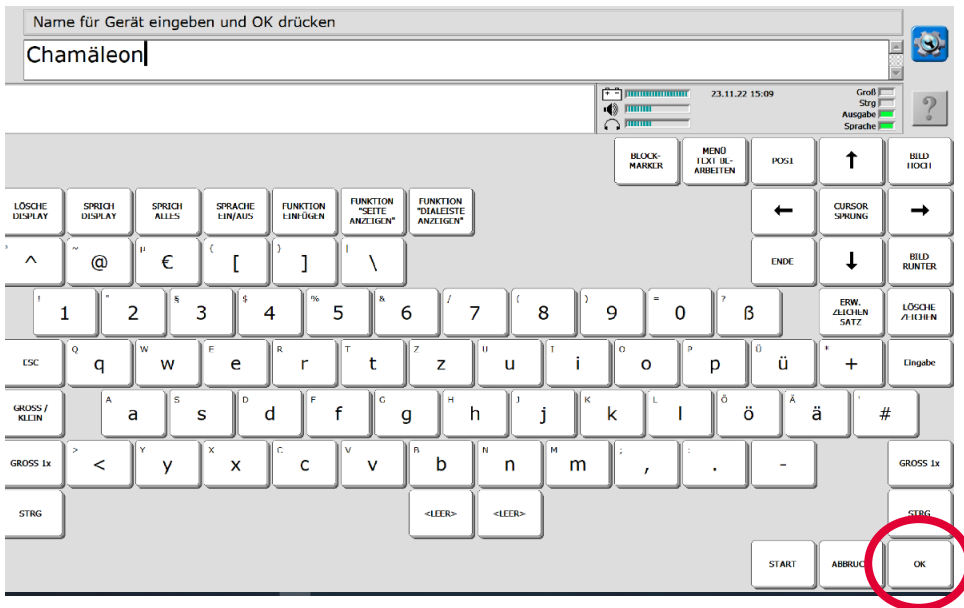 Name für Gerät eingeben und OK drücken
Chamäleon
23.11.22 15:09
Groß
Strg
Ausgabe
Sprache
?
BLOCK-
MARKER
MENÜ
TEXT BE-
ARBEITEN
POS1
↑
BILD
HOCH
LÖSCHE
DISPLAY
SPRICH
DISPLAY
SPRICH
ALLES
SPRACHE
EIN/AUS
FUNKTION
EINFÜGEN
FUNKTION
"SEITE
ANZEIGEN"
FUNKTION
"DIALEISTE
ANZEIGEN"
←
CURSOR
SPRUNG
→
° ^
~ @
µ €
{ [
} ]
| \
ENDE
↓
BILD
RUNTER
! 1
" 2
§ 3
$ 4
% 5
& 6
/ 7
( 8
) 9
= 0
? ß
ERW.
ZEICHEN
SATZ
LÖSCHE
ZEICHEN
ESC
Q q
W w
E e
R r
T t
Z z
U u
I i
O o
P p
Ü ü
* +
Eingabe
GROSS /
KLEIN
A a
S s
D d
F f
G g
H h
J j
K k
L l
Ö ö
Ä ä
' #
GROSS 1x
> <
Y y
X x
C c
V v
B b
N n
M m
; ,
: .
-
GROSS 1x
STRG
<LEER>
<LEER>
STRG
START
ABBRUC
OK